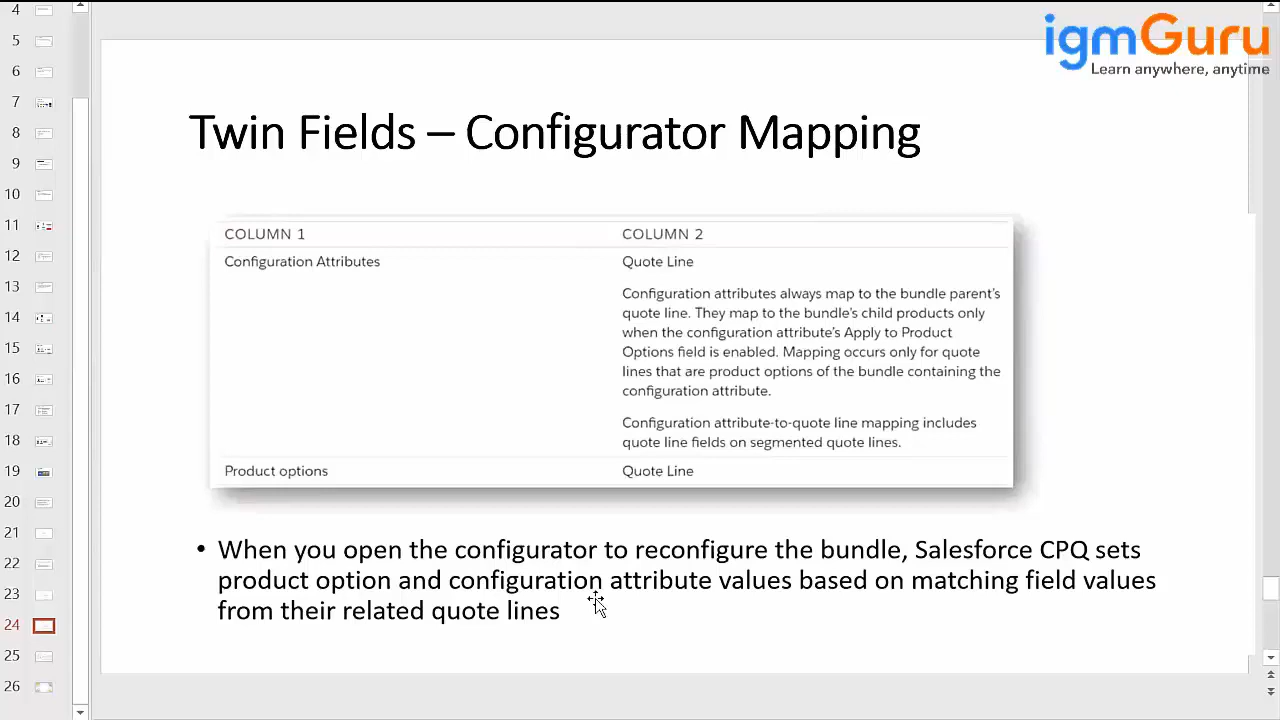 4
5
6
7
8
9
10
11
12
13
14
15
16
17
18
19
20
21
22
23
24
25
26
igmGuru
Learn anywhere, anytime
Twin Fields – Configurator Mapping
COLUMN 1
COLUMN 2
Configuration Attributes
Quote Line
Configuration attributes always map to the bundle parent's
quote line. They map to the bundle's child products only
when the configuration attribute's Apply to Product
Options field is enabled. Mapping occurs only for quote
lines that are product options of the bundle containing the
configuration attribute.
Configuration attribute-to-quote line mapping includes
quote line fields on segmented quote lines.
Product options
Quote Line
• When you open the configurator to reconfigure the bundle, Salesforce CPQ sets
product option and configuration attribute values based on matching field values
from their related quote lines